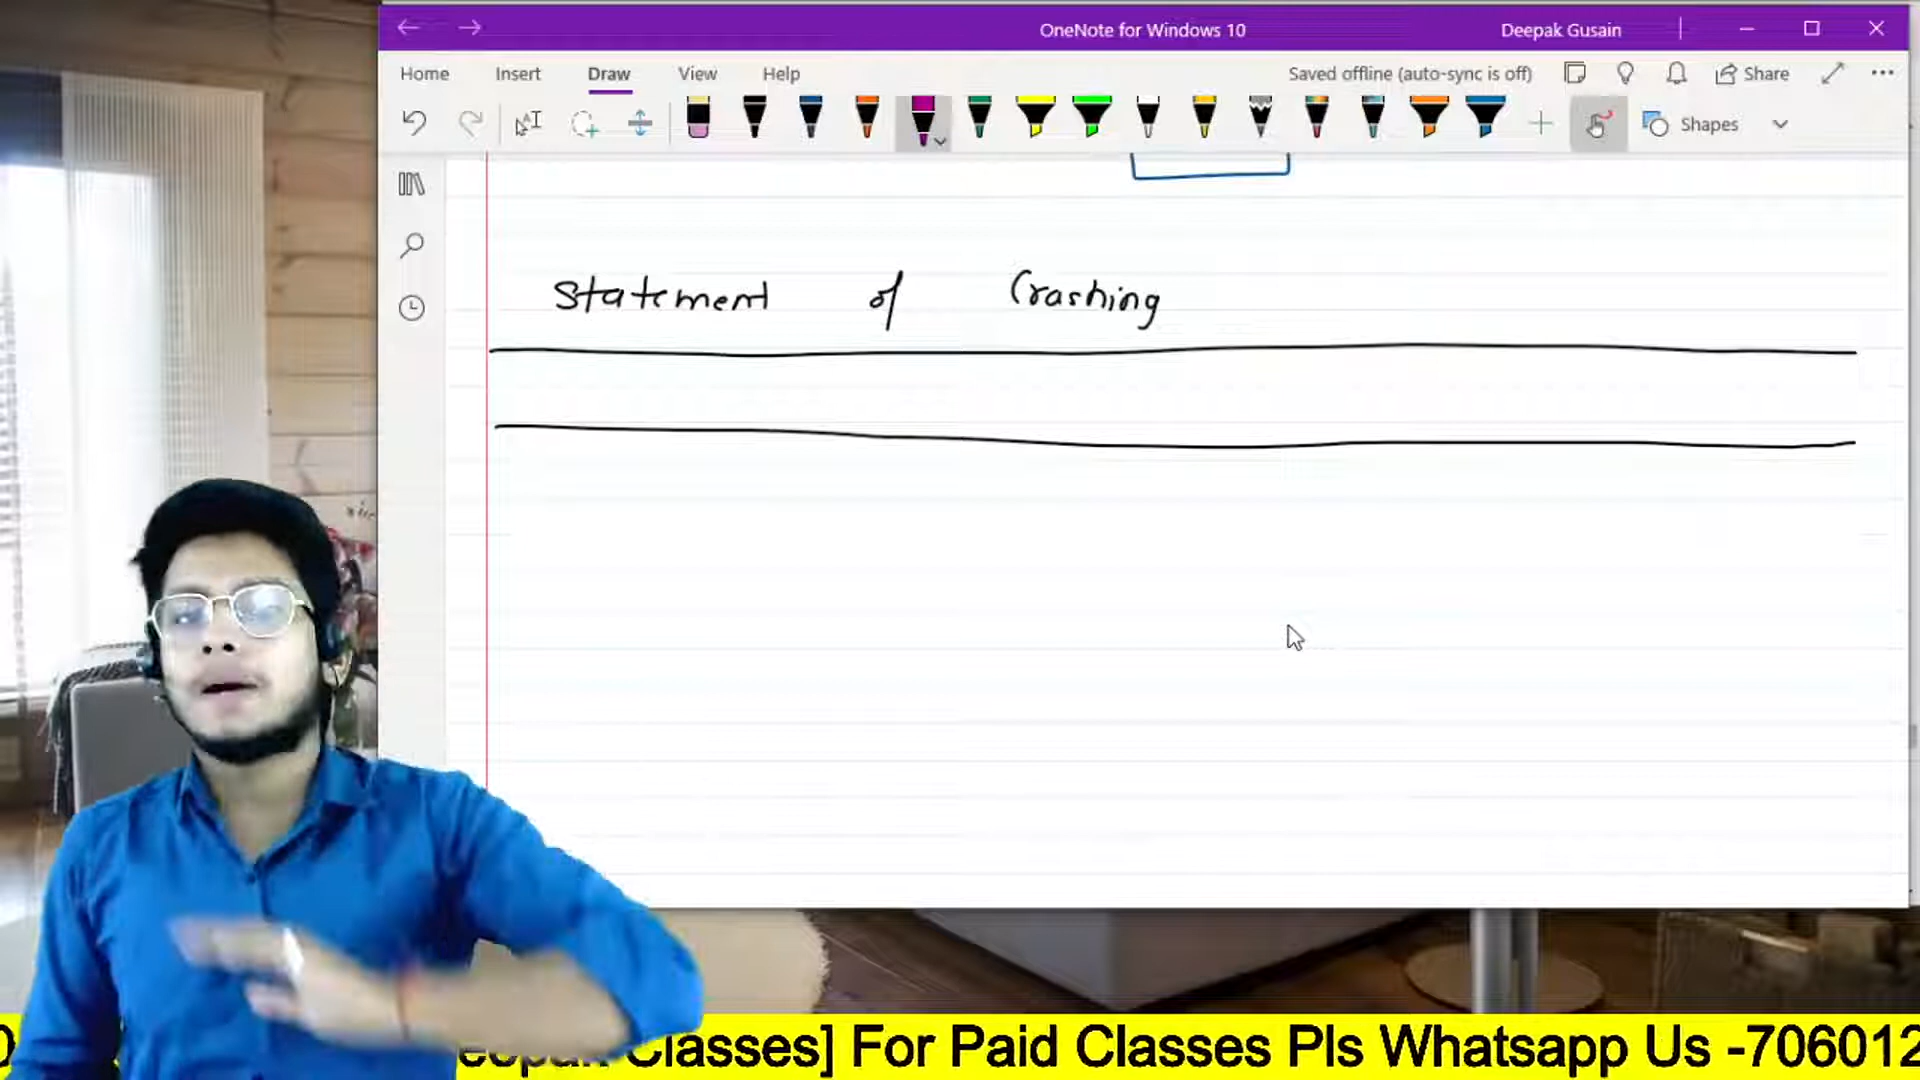 OneNote for Windows 10
Deepak Gusain
Home Insert Draw View Help
Saved offline (auto-sync is off) Share
Shapes
Statement of Crashing
Classes] For Paid Classes Pls Whatsapp Us -706012